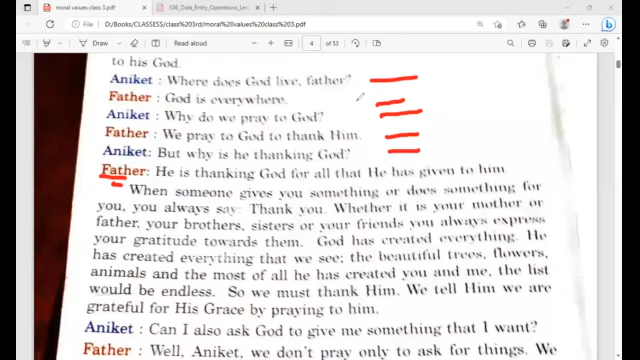 moral values class 3.pdf
338_Data_Entry_Operations_Les
File D:/Books/CLASSESS/class%203rd/moral%20values%20class%203.pdf
Draw
Read aloud
4 of 53
to his God.
Aniket : Where does God live, father?
Father : God is everywhere.
Aniket : Why do we pray to God?
Father : We pray to God to thank Him.
Aniket: But why is he thanking God?
Father: He is thanking God for all that He has given to him.
When someone gives you something or does something for
you, you always say: Thank you. Whether it is your mother or
father, your brothers, sisters or your friends you always express
your gratitude towards them. God has created everything. He
has created everything that we see; the beautiful trees, flowers,
animals and the most of all he has created you and me, the list
would be endless. So we must thank Him. We tell Him we are
grateful for His Grace by praying to him.
Aniket : Can I also ask God to give me something that I want?
Father : Well, Aniket, we don't pray only to ask for things. We